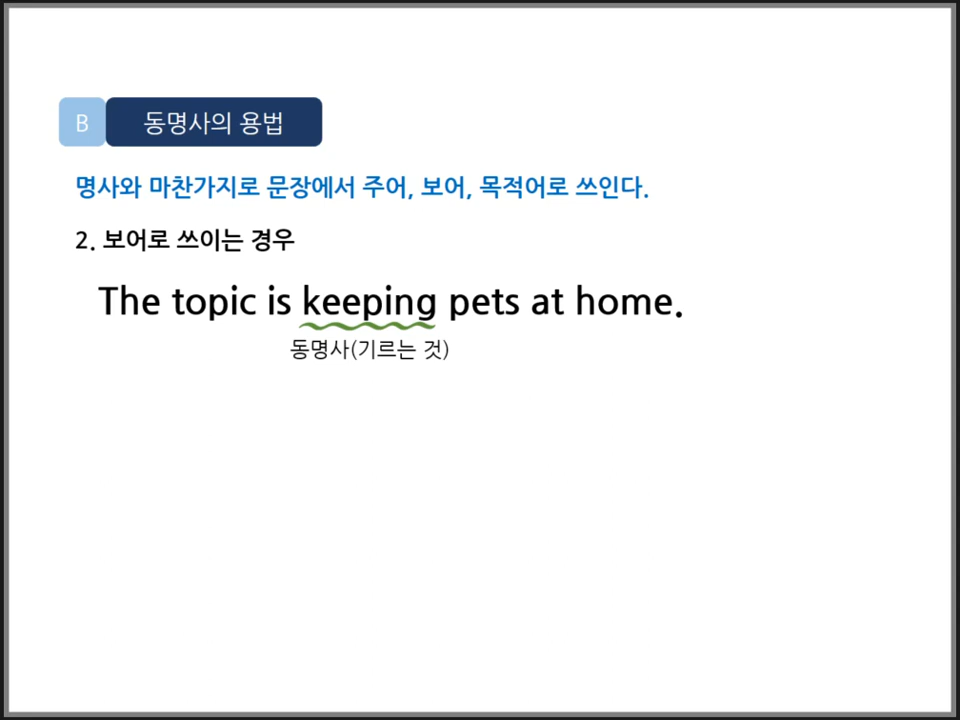 B 동명사의 용법
명사와 마찬가지로 문장에서 주어, 보어, 목적어로 쓰인다.
2. 보어로 쓰이는 경우
The topic is keeping pets at home.
동명사(기르는 것)